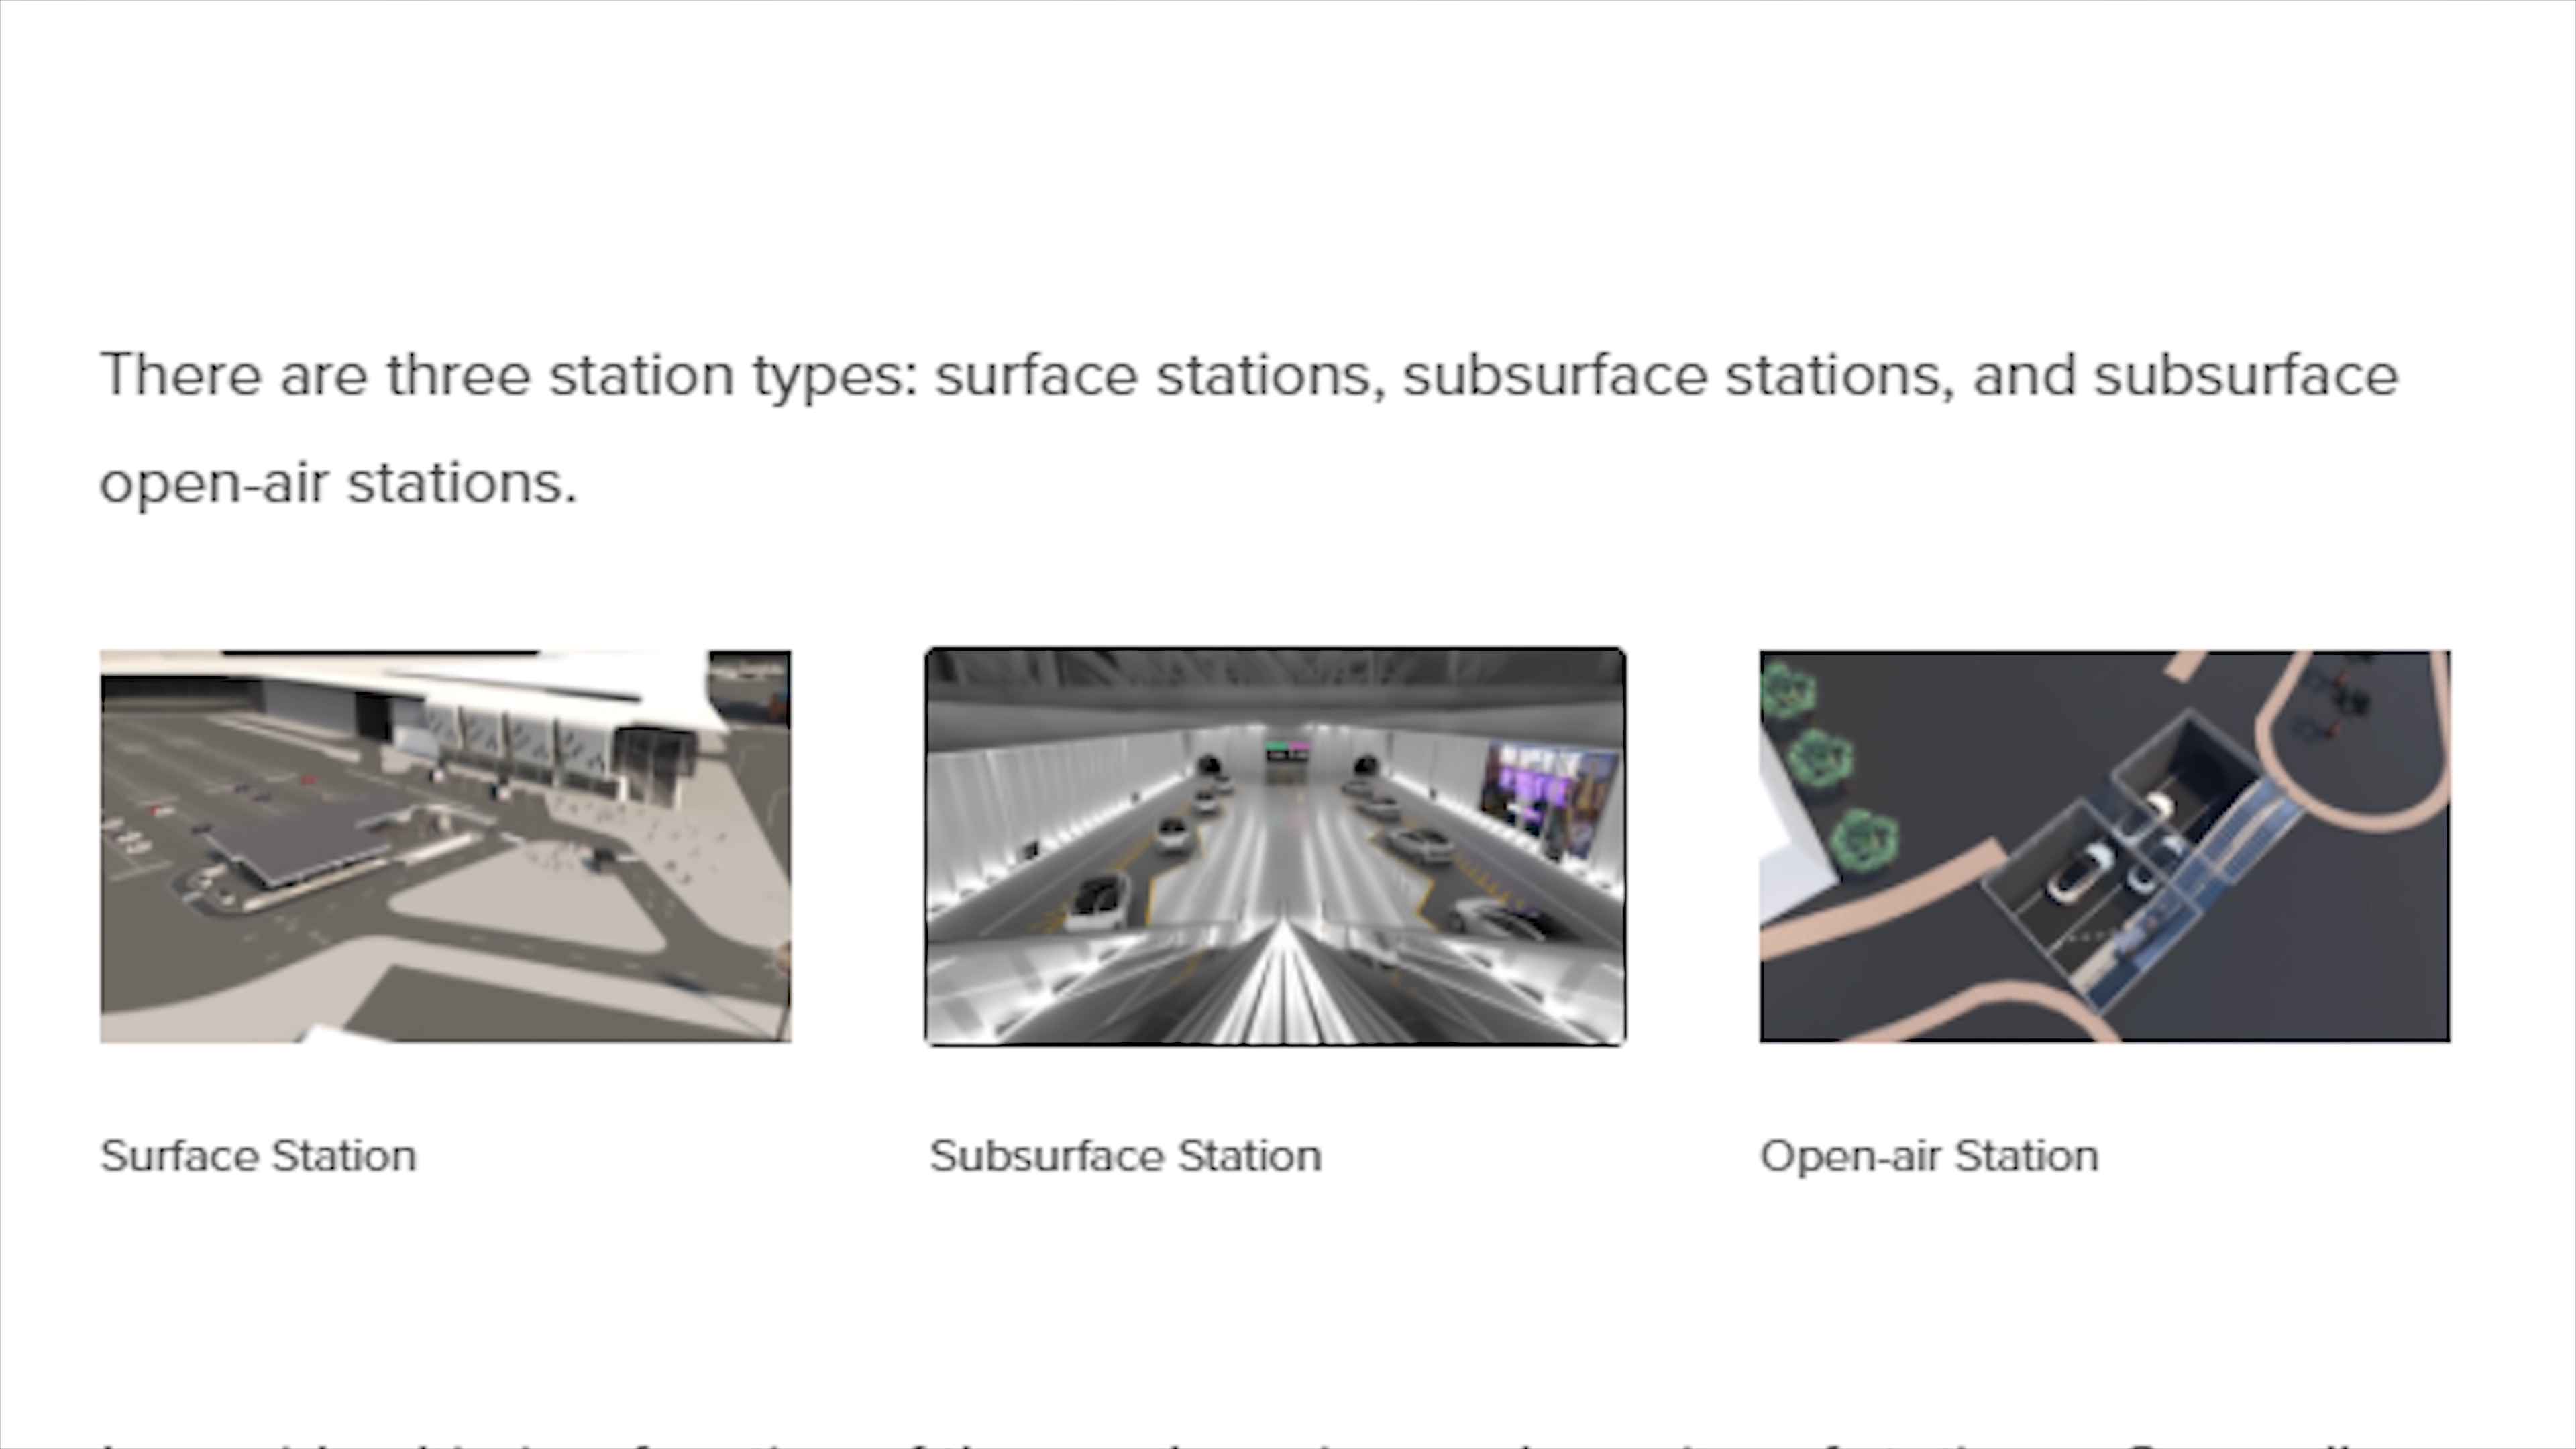 There are three station types: surface stations, subsurface stations, and subsurface
open-air stations.
Surface Station
Subsurface Station
Open-air Station